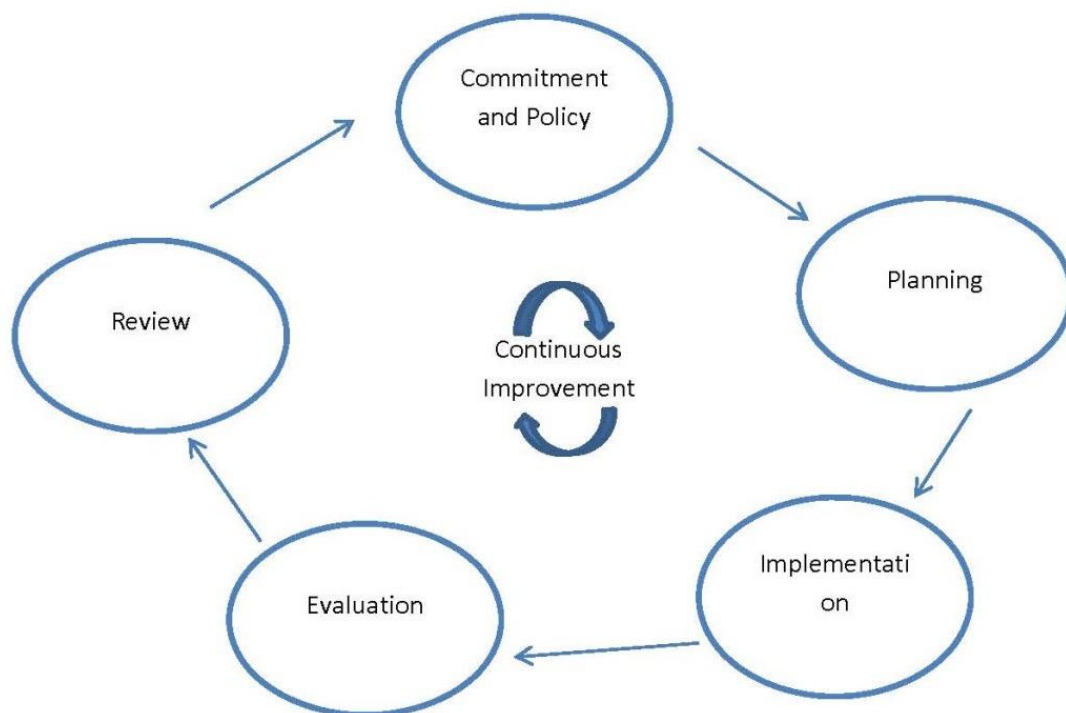 Commitment
and Policy
Planning
Implementati
on
Evaluation
Review
Continuous
Improvement